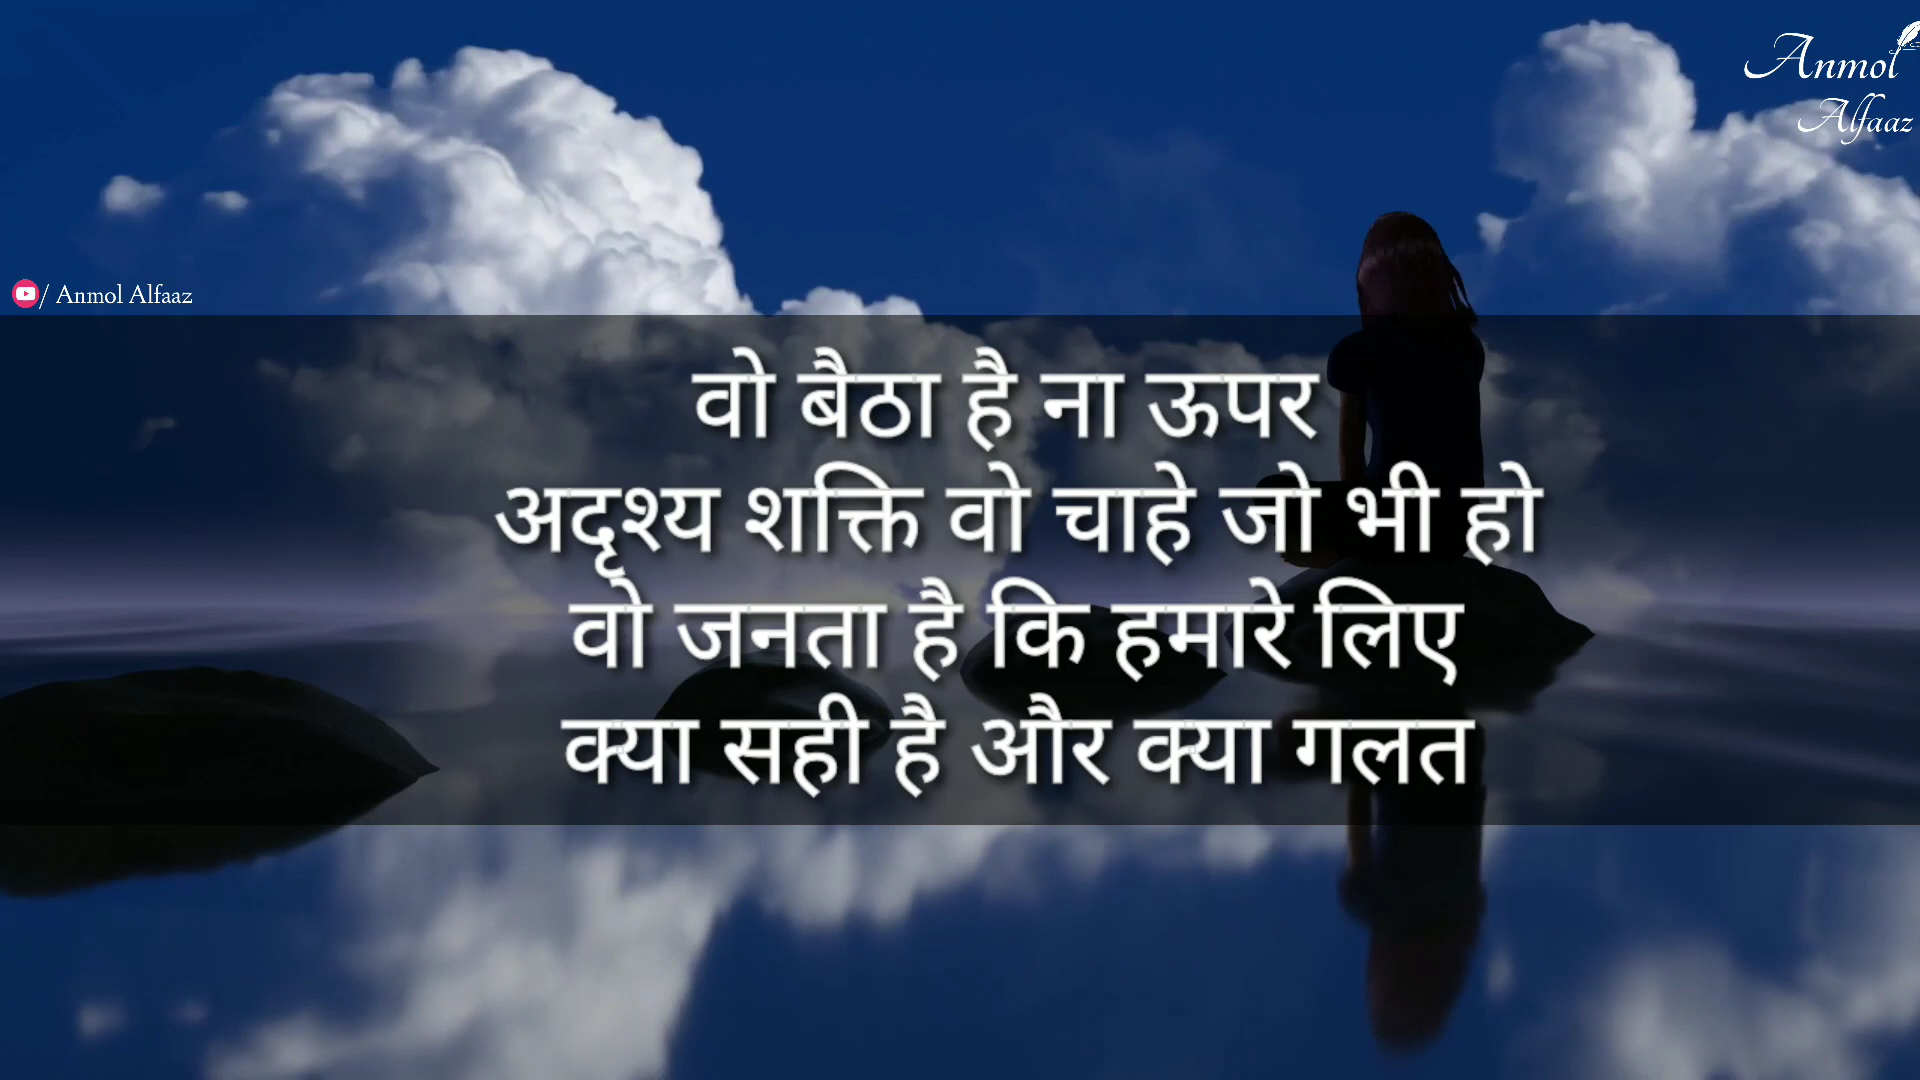 Anmol
Alfaaz
/ Anmol Alfaaz
वो बैठा है ना ऊपर
अदृश्य शक्ति वो चाहे जो भी हो
वो जनता है कि हमारे लिए
क्या सही है और क्या गलत